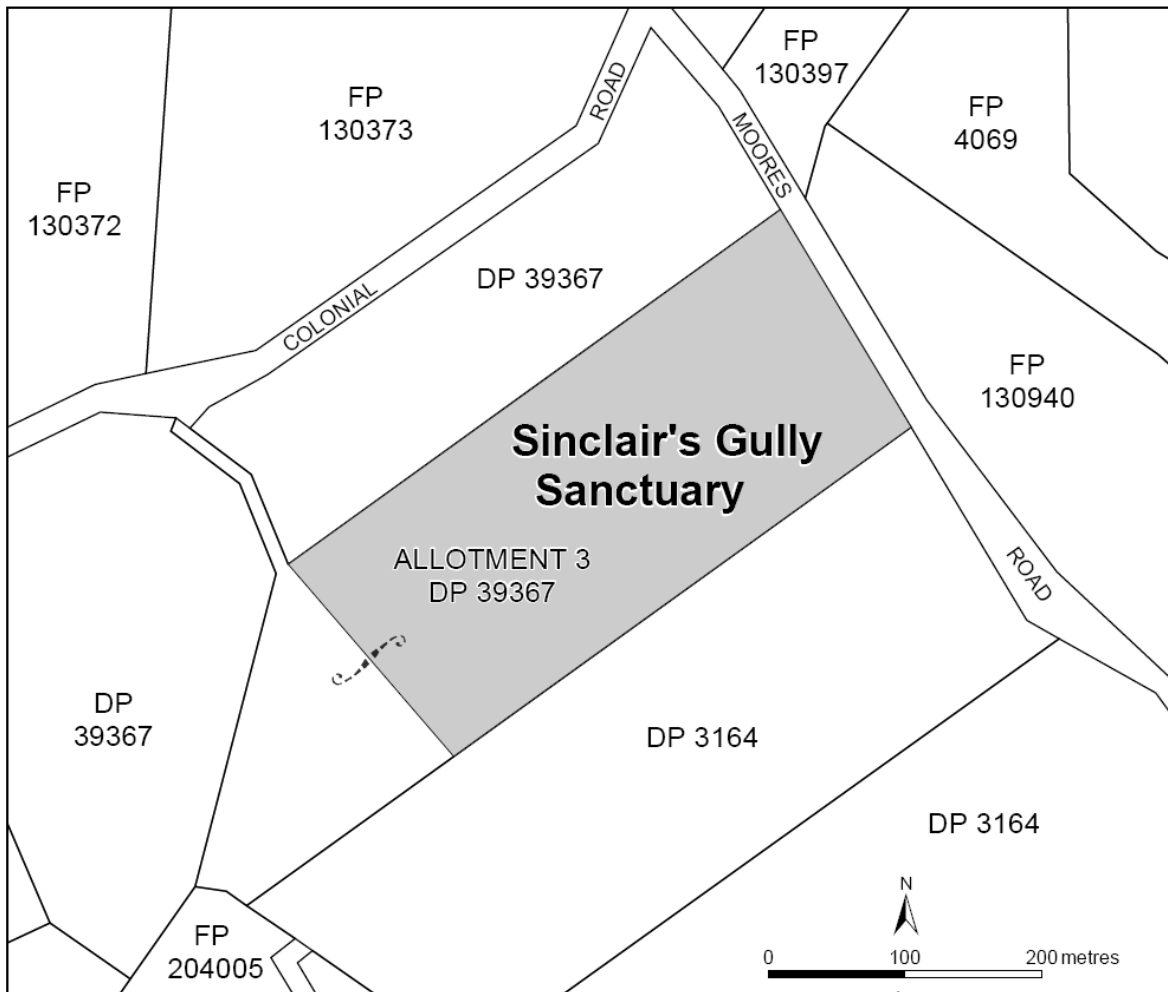 FP
130397
FP
130373
FP
4069
ROAD
MOORES
FP
130372
DP 39367
COLONIAL
FP
130940
Sinclair's Gully
Sanctuary
ALLOTMENT 3
DP 39367
ROAD
DP
39367
DP 3164
DP 3164
N
FP
204005
0 100 200 metres